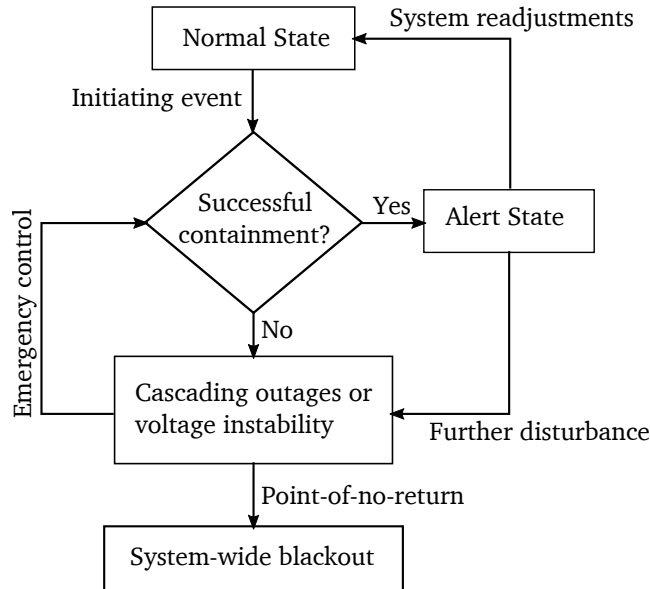 System readjustments
Normal State
Initiating event
Successful
containment?
Yes
Alert State
Emergency control
No
Cascading outages or
voltage instability
Further disturbance
Point-of-no-return
System-wide blackout